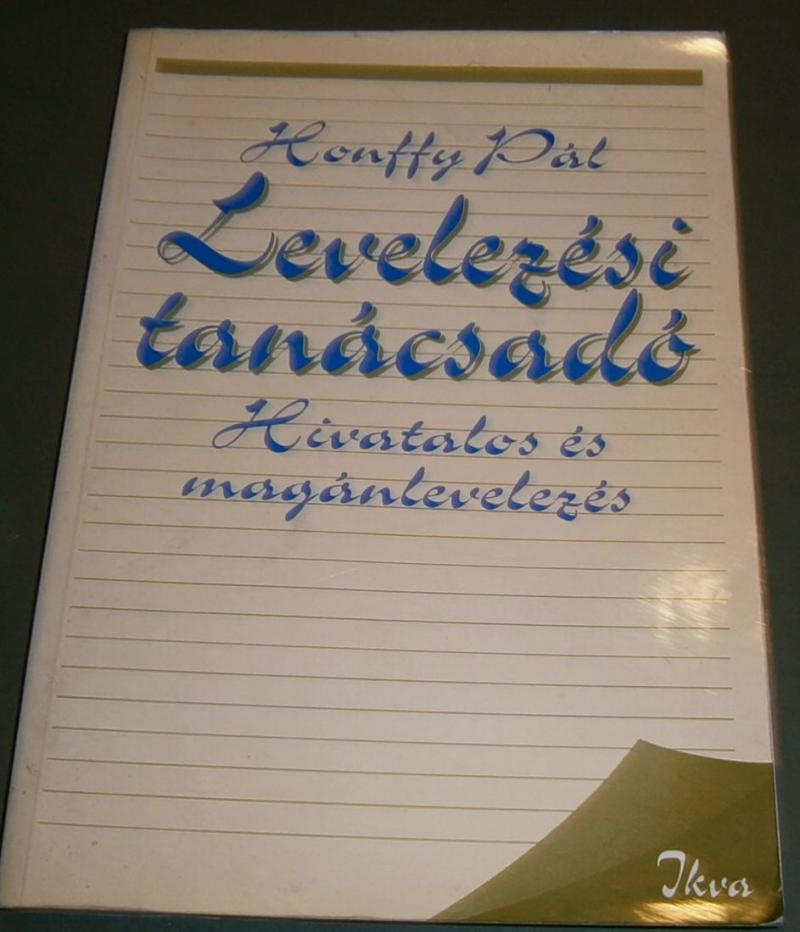 Honffy Pál
Levelezési
tanácsadó
Hivatalos és
magánlevelezés
Ikva